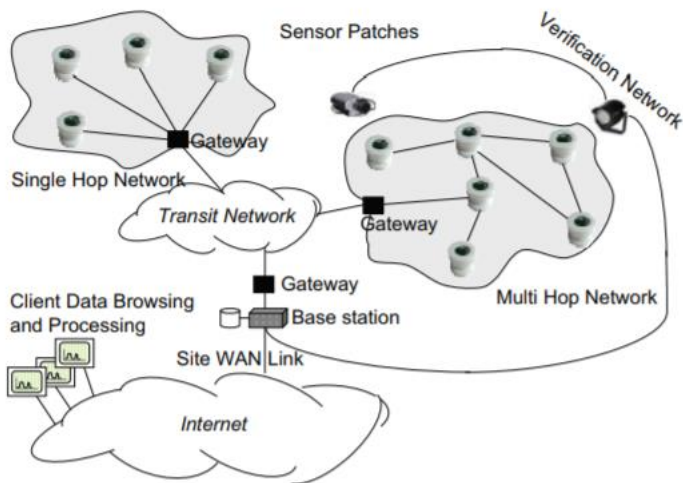 Sensor Patches
Verification Network
Gateway
Single Hop Network
Transit Network
Gateway
Gateway
Multi Hop Network
Client Data Browsing
and Processing
Base station
Site WAN Link
Internet